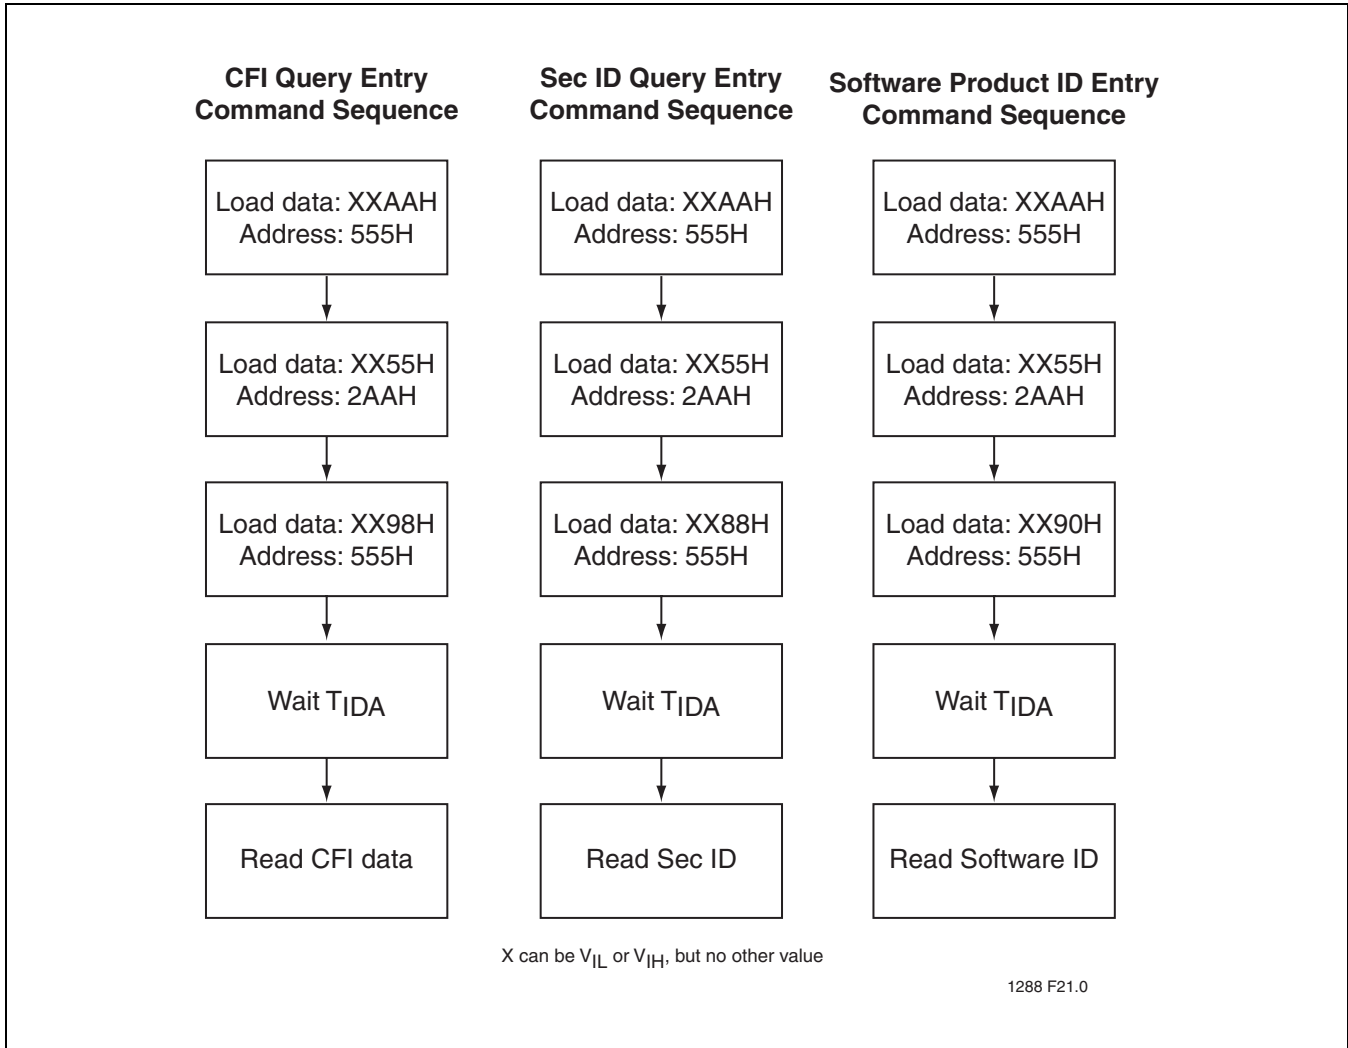 CFI Query Entry
Command Sequence
Load data: XXAAH
Address: 555H
Load data: XX55H
Address: 2AAH
Load data: XX98H
Address: 555H
Wait TIDA
Read CFI data
Sec ID Query Entry
Command Sequence
Load data: XXAAH
Address: 555H
Load data: XX55H
Address: 2AAH
Load data: XX88H
Address: 555H
Wait TIDA
Read Sec ID
Software Product ID Entry
Command Sequence
Load data: XXAAH
Address: 555H
Load data: XX55H
Address: 2AAH
Load data: XX90H
Address: 555H
Wait TIDA
Read Software ID
X can be VIL or VIH, but no other value
1288 F21.0